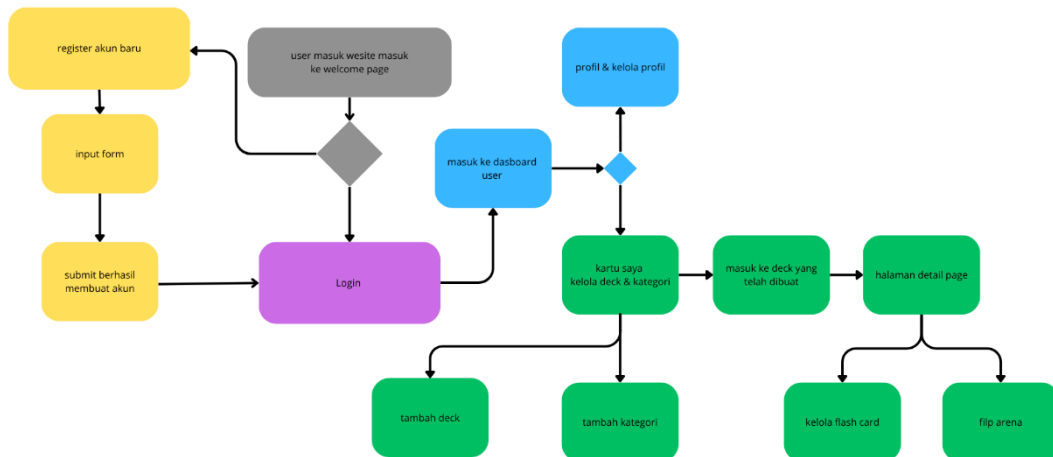 register akun baru
user masuk wesite masuk
ke welcome page
profil & kelola profil
input form
masuk ke dasboard
user
submit berhasil
membuat akun
Login
kartu saya
kelola deck & kategori
masuk ke deck yang
telah dibuat
halaman detail page
tambah deck
tambah kategori
kelola flash card
filp arena